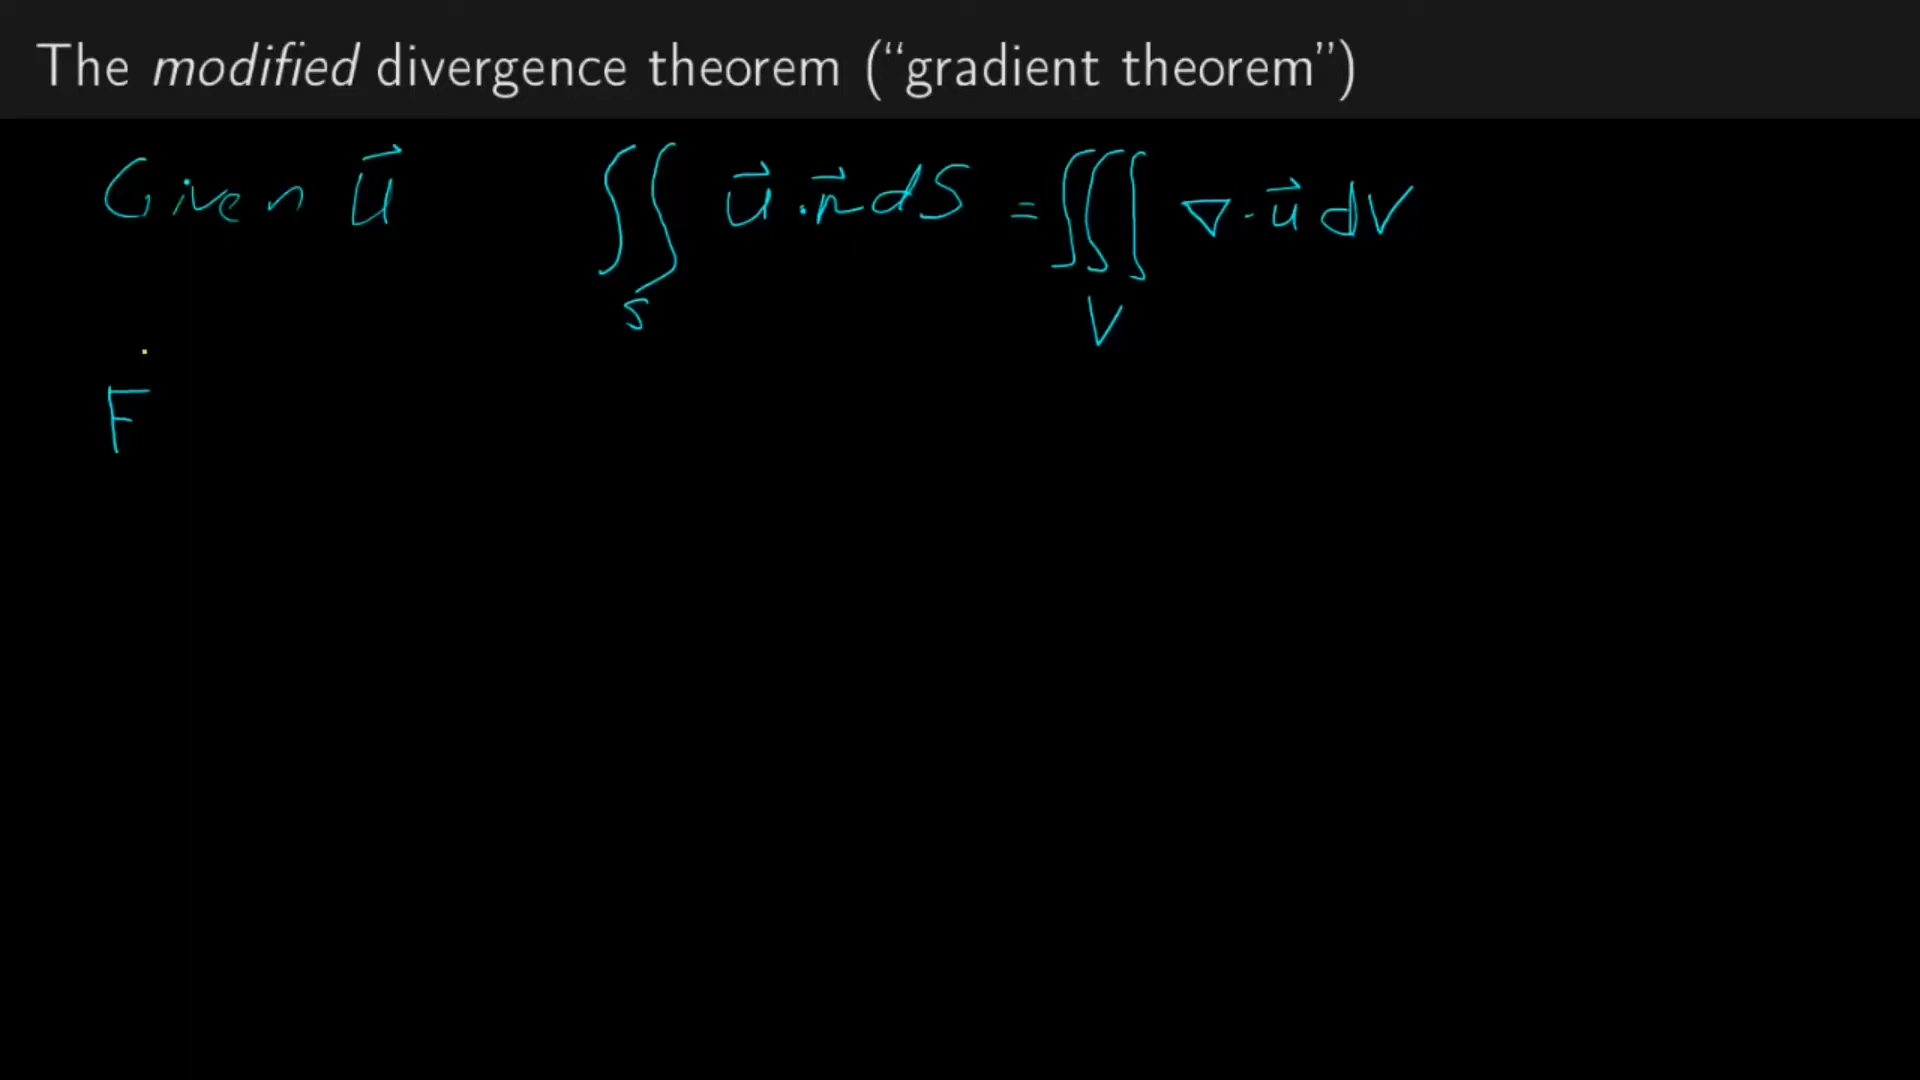 The modified divergence theorem (“gradient theorem”)
Given u⃗ ∬_S u⃗ · n⃗ dS = ∭_V ∇ · u⃗ dV
F